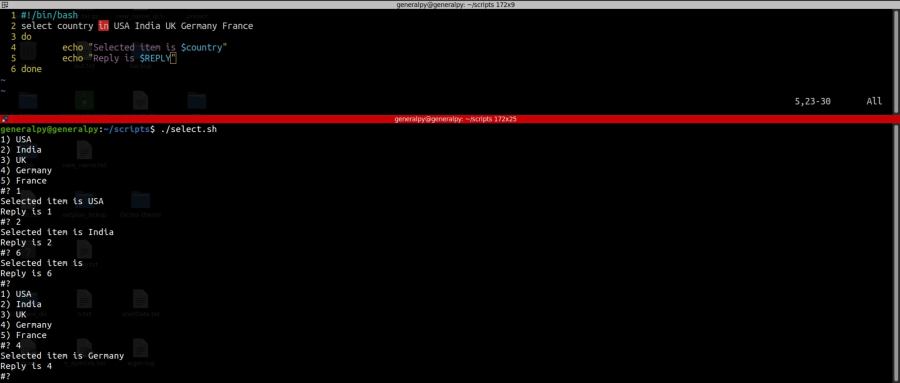 generalpy@generalpy: ~/scripts 172x9
1 #!/bin/bash
2 select country in USA India UK Germany France
3 do
4 echo "Selected item is $country"
5 echo "Reply is $REPLY"
6 done
~
~
5,23-30 All
generalpy@generalpy: ~/scripts 172x25
generalpy@generalpy:~/scripts$ ./select.sh
1) USA
2) India
3) UK
4) Germany
5) France
#? 1
Selected item is USA
Reply is 1
#? 2
Selected item is India
Reply is 2
#? 6
Selected item is
Reply is 6
#?
1) USA
2) India
3) UK
4) Germany
5) France
#? 4
Selected item is Germany
Reply is 4
#?